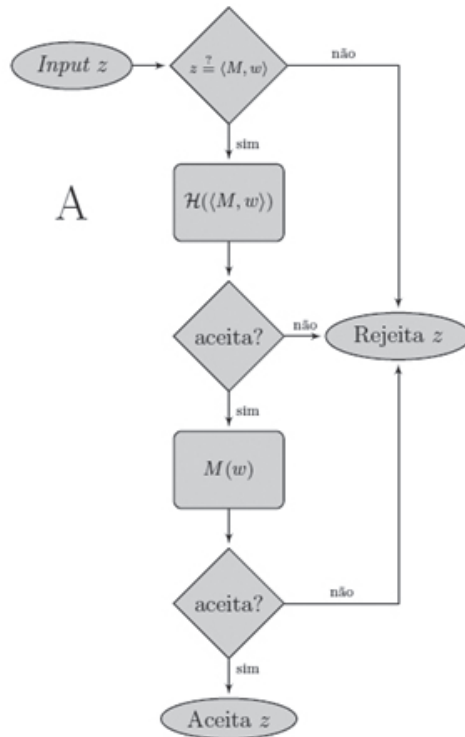 Input z
z ≟ ⟨M, w⟩
não
sim
A
ℋ(⟨M, w⟩)
aceita?
não
Rejeita z
sim
M(w)
aceita?
não
sim
Aceita z